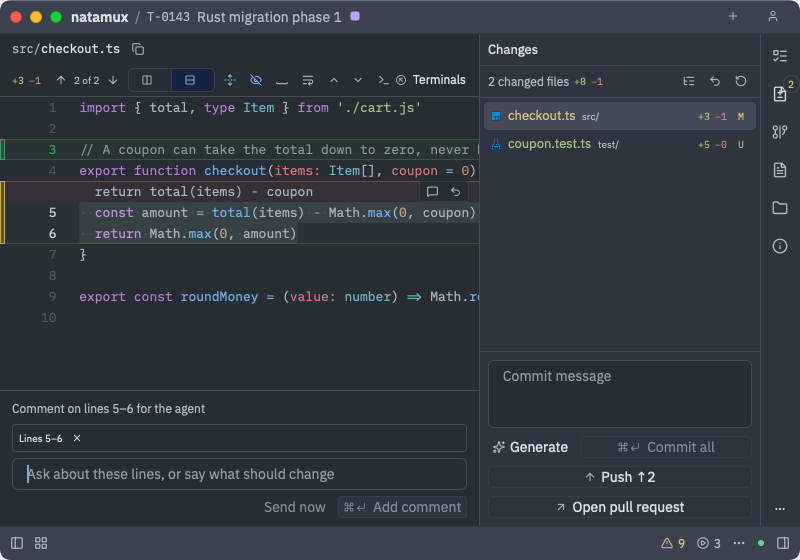 natamux / T-0143 Rust migration phase 1
src/checkout.ts
+3 −1 2 of 2 Terminals
1 import { total, type Item } from './cart.js'
2
3 // A coupon can take the total down to zero, never
4 export function checkout(items: Item[], coupon = 0)
return total(items) - coupon
5 const amount = total(items) - Math.max(0, coupon)
6 return Math.max(0, amount)
7 }
8
9 export const roundMoney = (value: number) => Math.ro
10
Comment on lines 5–6 for the agent
Lines 5–6 ×
Ask about these lines, or say what should change
Send now ⌘↵ Add comment
Changes
2 changed files +8 −1
checkout.ts src/ +3 −1 M
coupon.test.ts test/ +5 −0 U
Commit message
Generate ⌘↵ Commit all
↑ Push ↑2
Open pull request
2
9 3